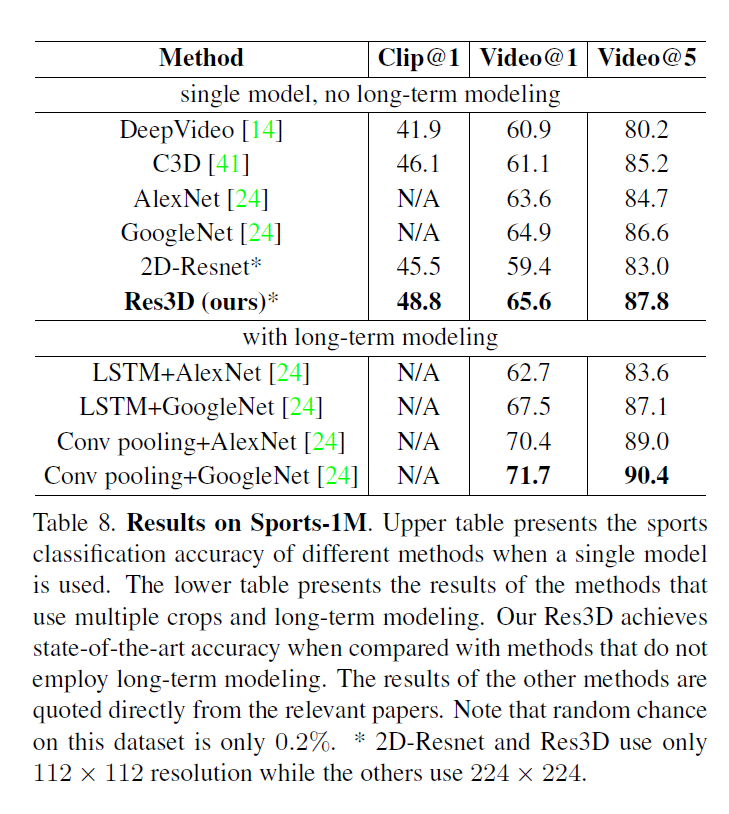 Method Clip@1 Video@1 Video@5
single model, no long-term modeling
DeepVideo [14] 41.9 60.9 80.2
C3D [41] 46.1 61.1 85.2
AlexNet [24] N/A 63.6 84.7
GoogleNet [24] N/A 64.9 86.6
2D-Resnet* 45.5 59.4 83.0
Res3D (ours)* 48.8 65.6 87.8
with long-term modeling
LSTM+AlexNet [24] N/A 62.7 83.6
LSTM+GoogleNet [24] N/A 67.5 87.1
Conv pooling+AlexNet [24] N/A 70.4 89.0
Conv pooling+GoogleNet [24] N/A 71.7 90.4
Table 8. Results on Sports-1M. Upper table presents the sports
classification accuracy of different methods when a single model
is used. The lower table presents the results of the methods that
use multiple crops and long-term modeling. Our Res3D achieves
state-of-the-art accuracy when compared with methods that do not
employ long-term modeling. The results of the other methods are
quoted directly from the relevant papers. Note that random chance
on this dataset is only 0.2%. * 2D-Resnet and Res3D use only
112 × 112 resolution while the others use 224 × 224.